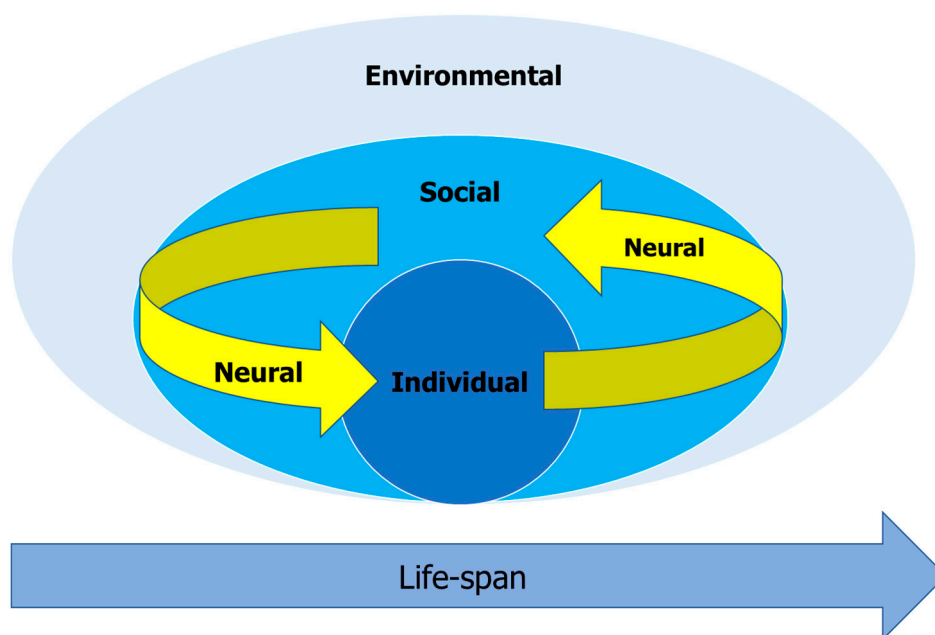 Environmental
Social
Neural
Neural
Individual
Life-span